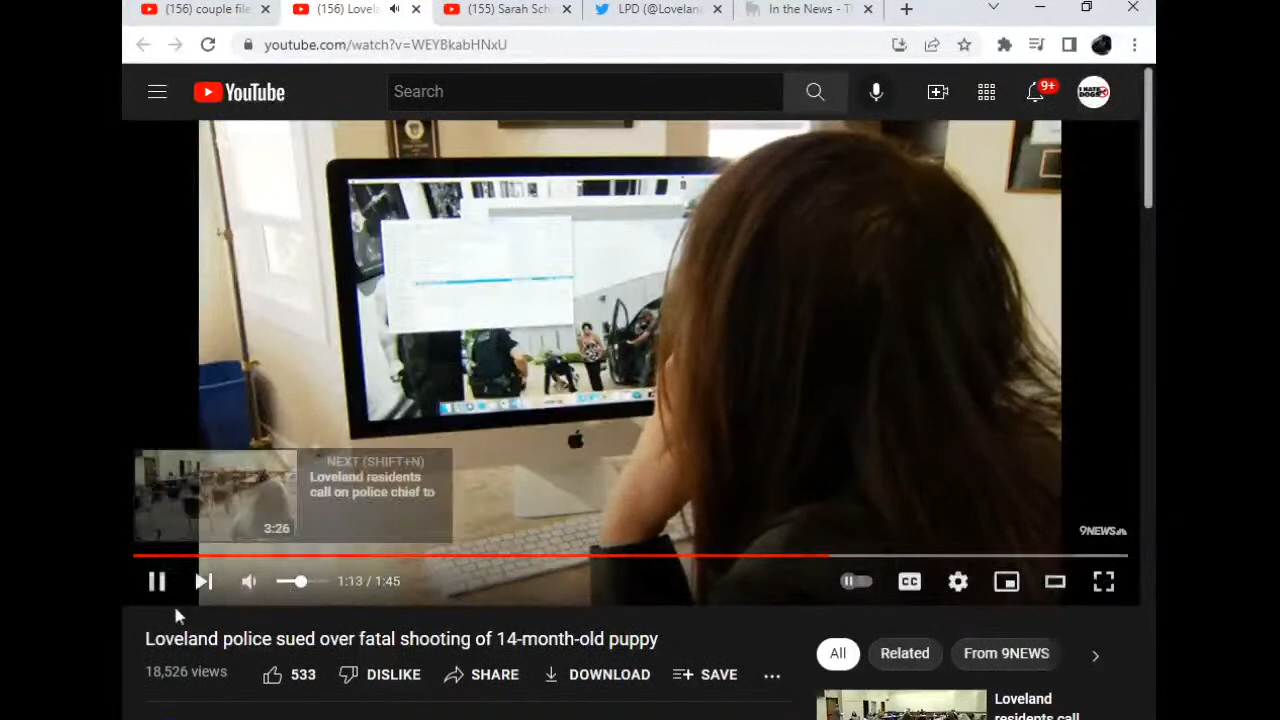 (156) couple file
(156) Lovela
(155) Sarah Sch
LPD (@Lovelan
In the News - Th
youtube.com/watch?v=WEYBkabHNxU
YouTube
Search
9+
I HATE
DOGS
NEXT (SHIFT+N)
Loveland residents
call on police chief to
3:26
9NEWS
1:13 / 1:45
CC
Loveland police sued over fatal shooting of 14-month-old puppy
18,526 views
533
DISLIKE
SHARE
DOWNLOAD
SAVE
All
Related
From 9NEWS
Loveland
residents call